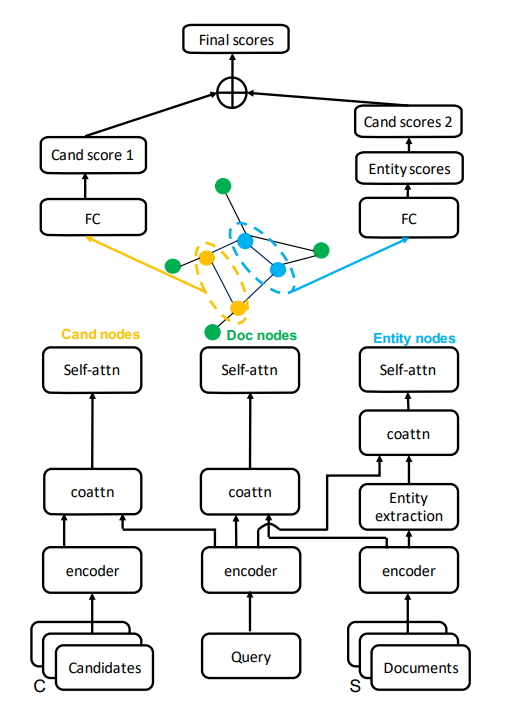 Final scores
Cand score 1
Cand scores 2
Entity scores
FC
FC
Cand nodes
Doc nodes
Entity nodes
Self-attn
Self-attn
Self-attn
coattn
coattn
coattn
Entity
extraction
encoder
encoder
encoder
Candidates
C
Query
Documents
S